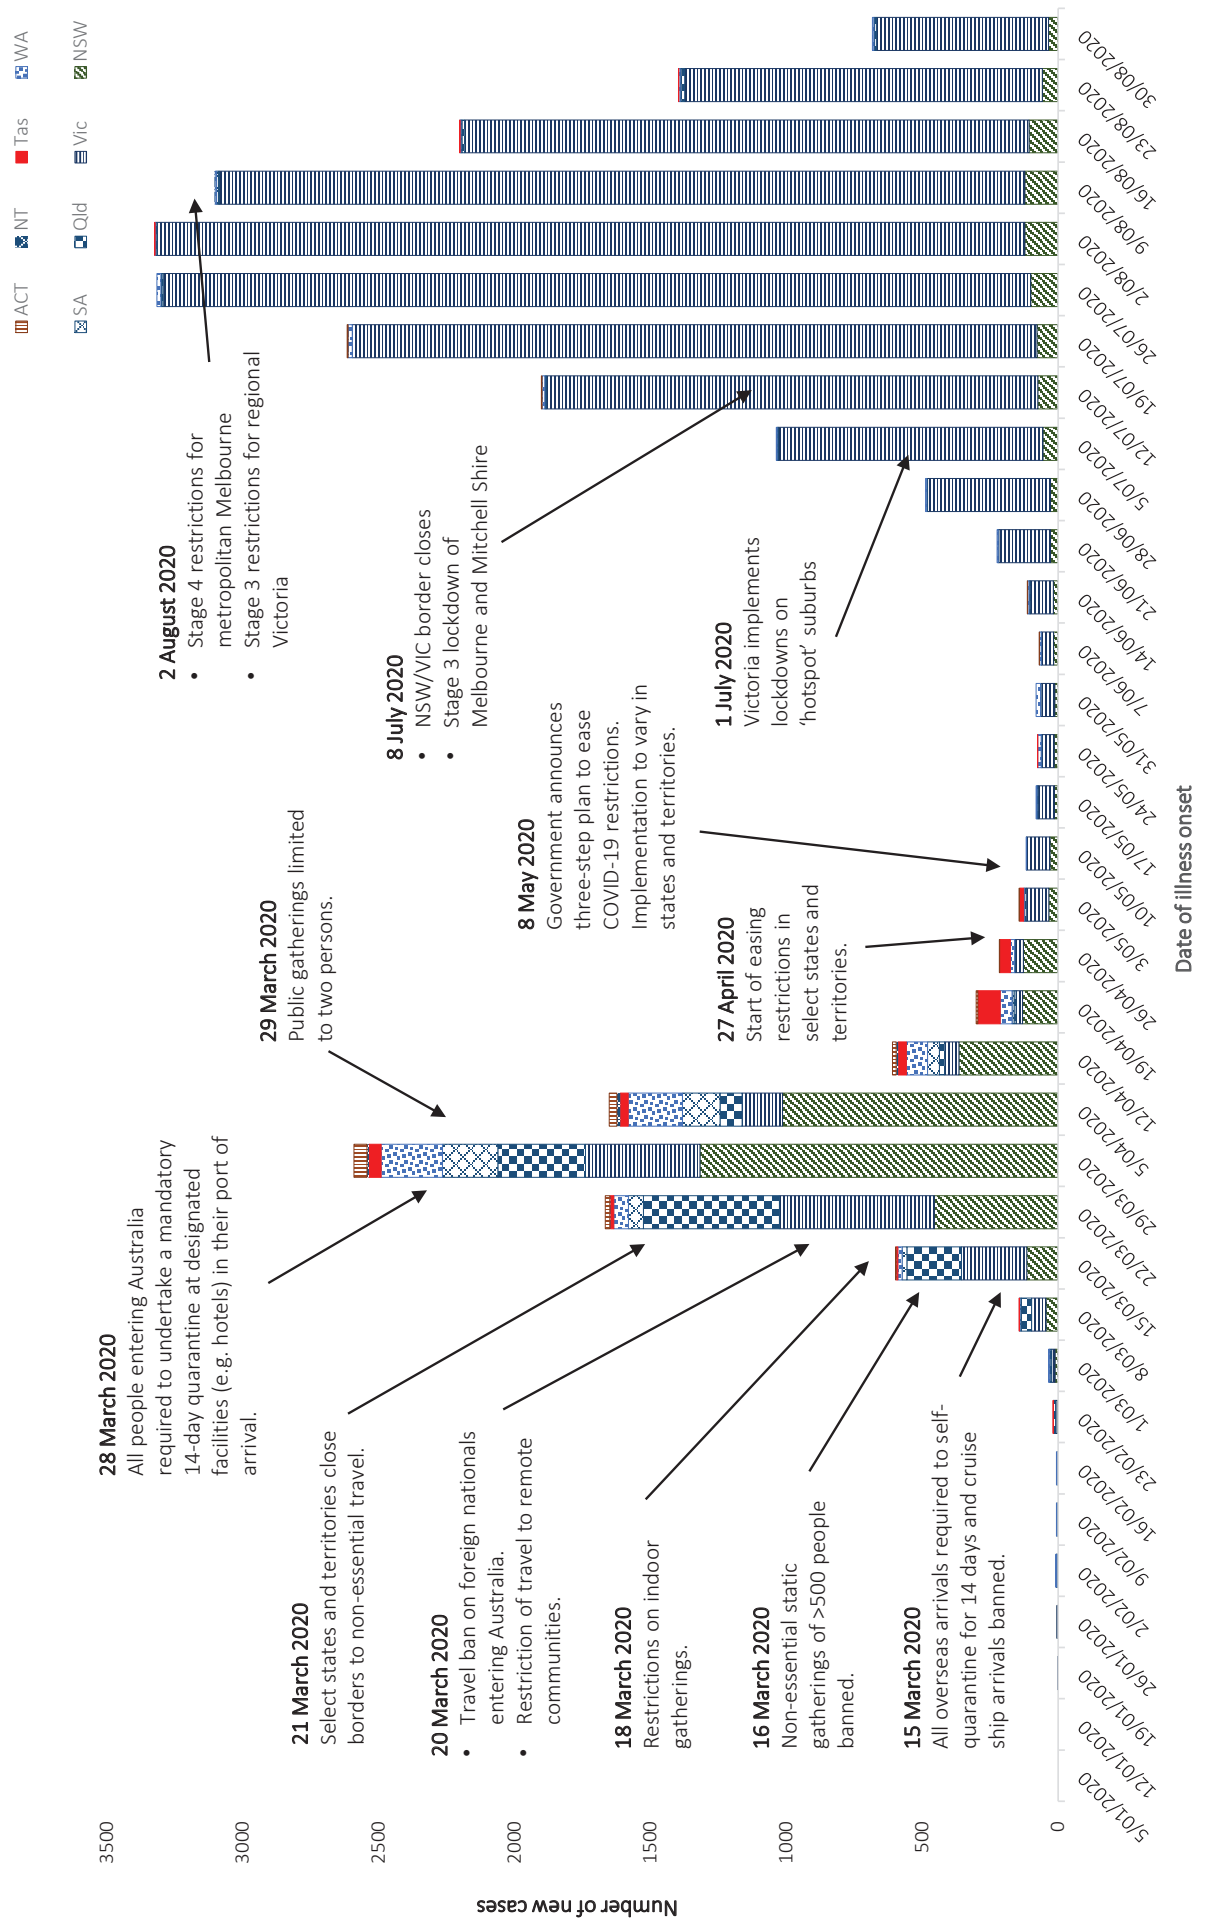 ACT
NT
Tas
WA
SA
Qld
Vic
NSW
Number of new cases
3500
3000
2500
2000
1500
1000
500
0
28 March 2020
All people entering Australia
required to undertake a mandatory
14-day quarantine at designated
facilities (e.g. hotels) in their port of
arrival.
21 March 2020
Select states and territories close
borders to non-essential travel.
20 March 2020
• Travel ban on foreign nationals
entering Australia.
• Restriction of travel to remote
communities.
18 March 2020
Restrictions on indoor
gatherings.
16 March 2020
Non-essential static
gatherings of >500 people
banned.
15 March 2020
All overseas arrivals required to self-
quarantine for 14 days and cruise
ship arrivals banned.
29 March 2020
Public gatherings limited
to two persons.
27 April 2020
Start of easing
restrictions in
select states and
territories.
8 May 2020
Government announces
three-step plan to ease
COVID-19 restrictions.
Implementation to vary in
states and territories.
1 July 2020
Victoria implements
lockdowns on
‘hotspot’ suburbs
8 July 2020
• NSW/VIC border closes
• Stage 3 lockdown of
Melbourne and Mitchell Shire
2 August 2020
• Stage 4 restrictions for
metropolitan Melbourne
• Stage 3 restrictions for regional
Victoria
5/01/2020
12/01/2020
19/01/2020
26/01/2020
2/02/2020
9/02/2020
16/02/2020
23/02/2020
1/03/2020
8/03/2020
15/03/2020
22/03/2020
29/03/2020
5/04/2020
12/04/2020
19/04/2020
26/04/2020
3/05/2020
10/05/2020
17/05/2020
24/05/2020
31/05/2020
7/06/2020
14/06/2020
21/06/2020
28/06/2020
5/07/2020
12/07/2020
19/07/2020
26/07/2020
2/08/2020
9/08/2020
16/08/2020
23/08/2020
30/08/2020
Date of illness onset